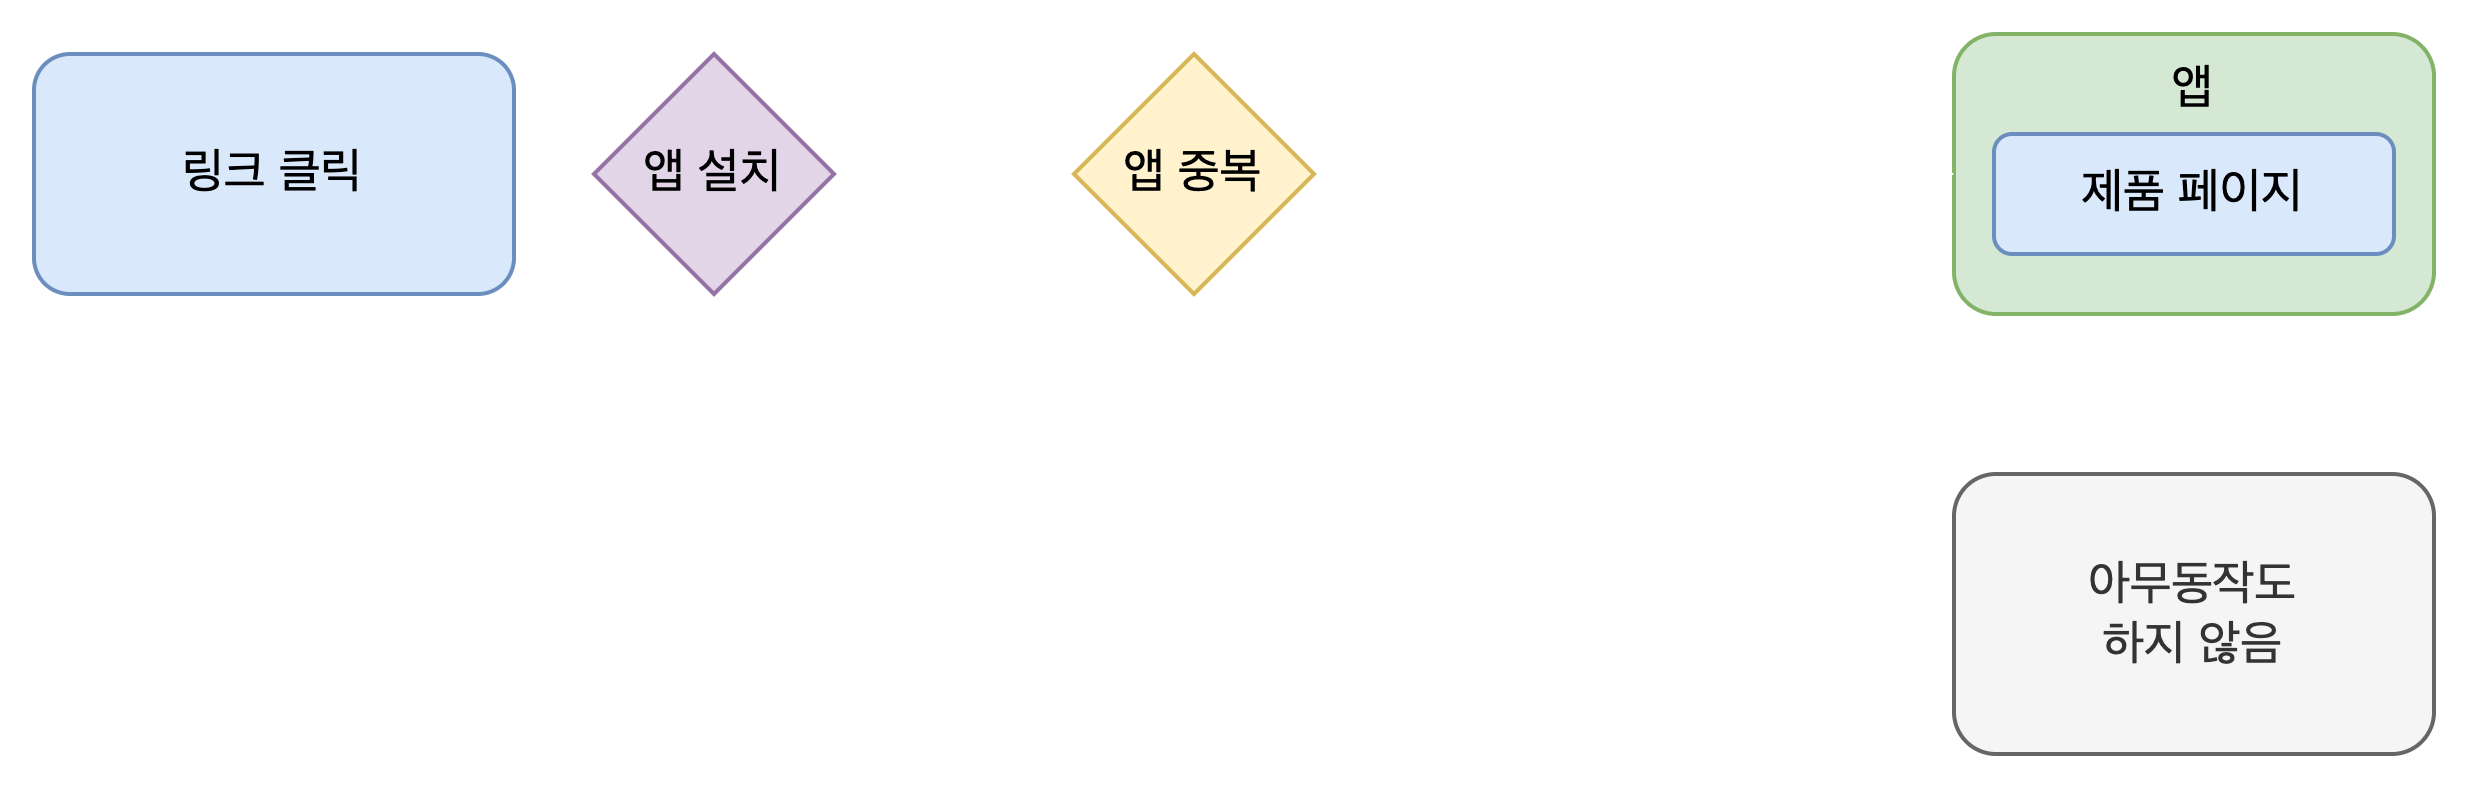 링크 클릭
앱 설치
앱 중복
앱
제품 페이지
아무동작도
하지 않음